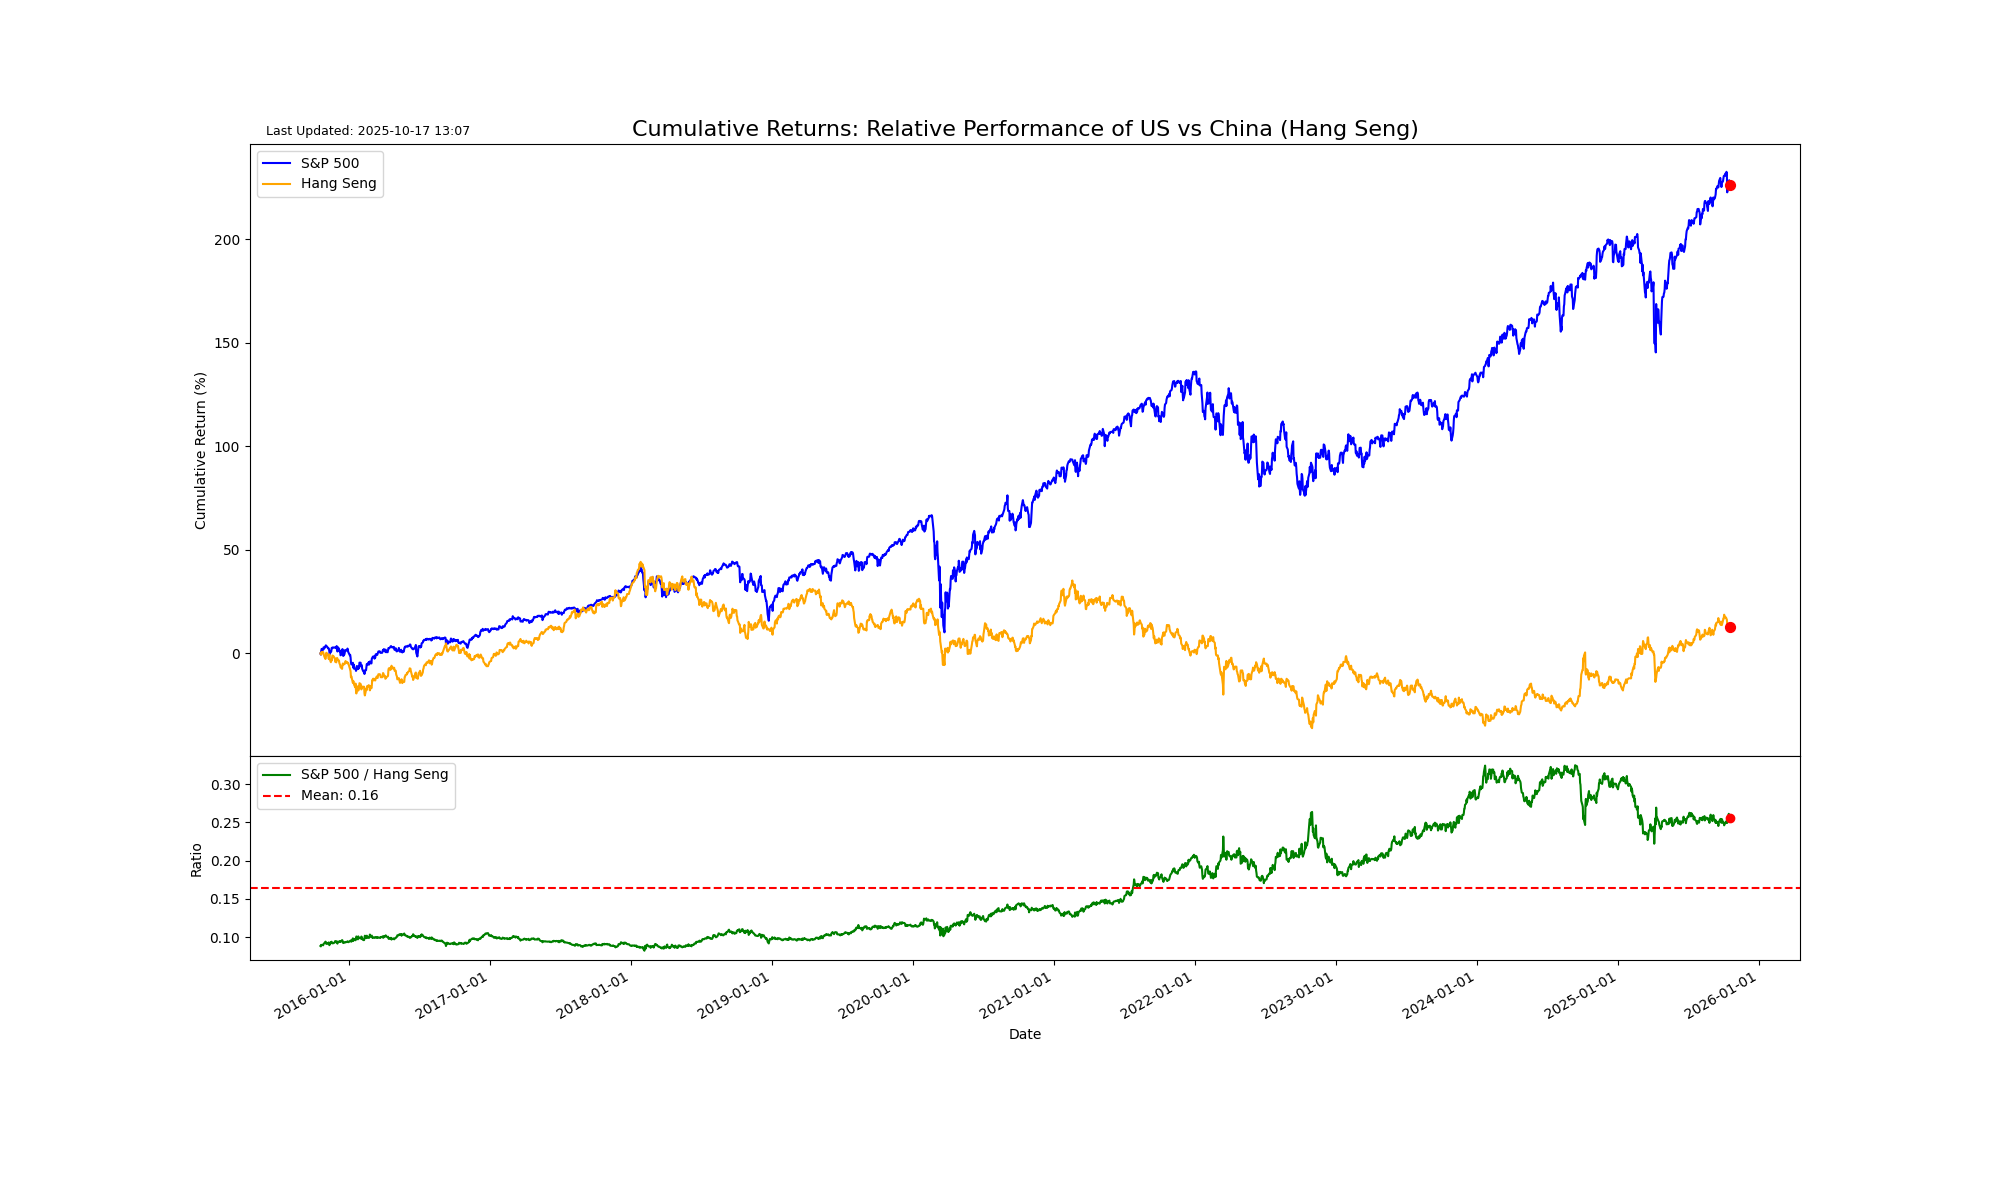 Last Updated: 2025-10-17 13:07
Cumulative Returns: Relative Performance of US vs China (Hang Seng)
S&P 500
Hang Seng
Cumulative Return (%)
200
150
100
50
0
S&P 500 / Hang Seng
Mean: 0.16
Ratio
0.30
0.25
0.20
0.15
0.10
2016-01-01
2017-01-01
2018-01-01
2019-01-01
2020-01-01
2021-01-01
2022-01-01
2023-01-01
2024-01-01
2025-01-01
2026-01-01
Date